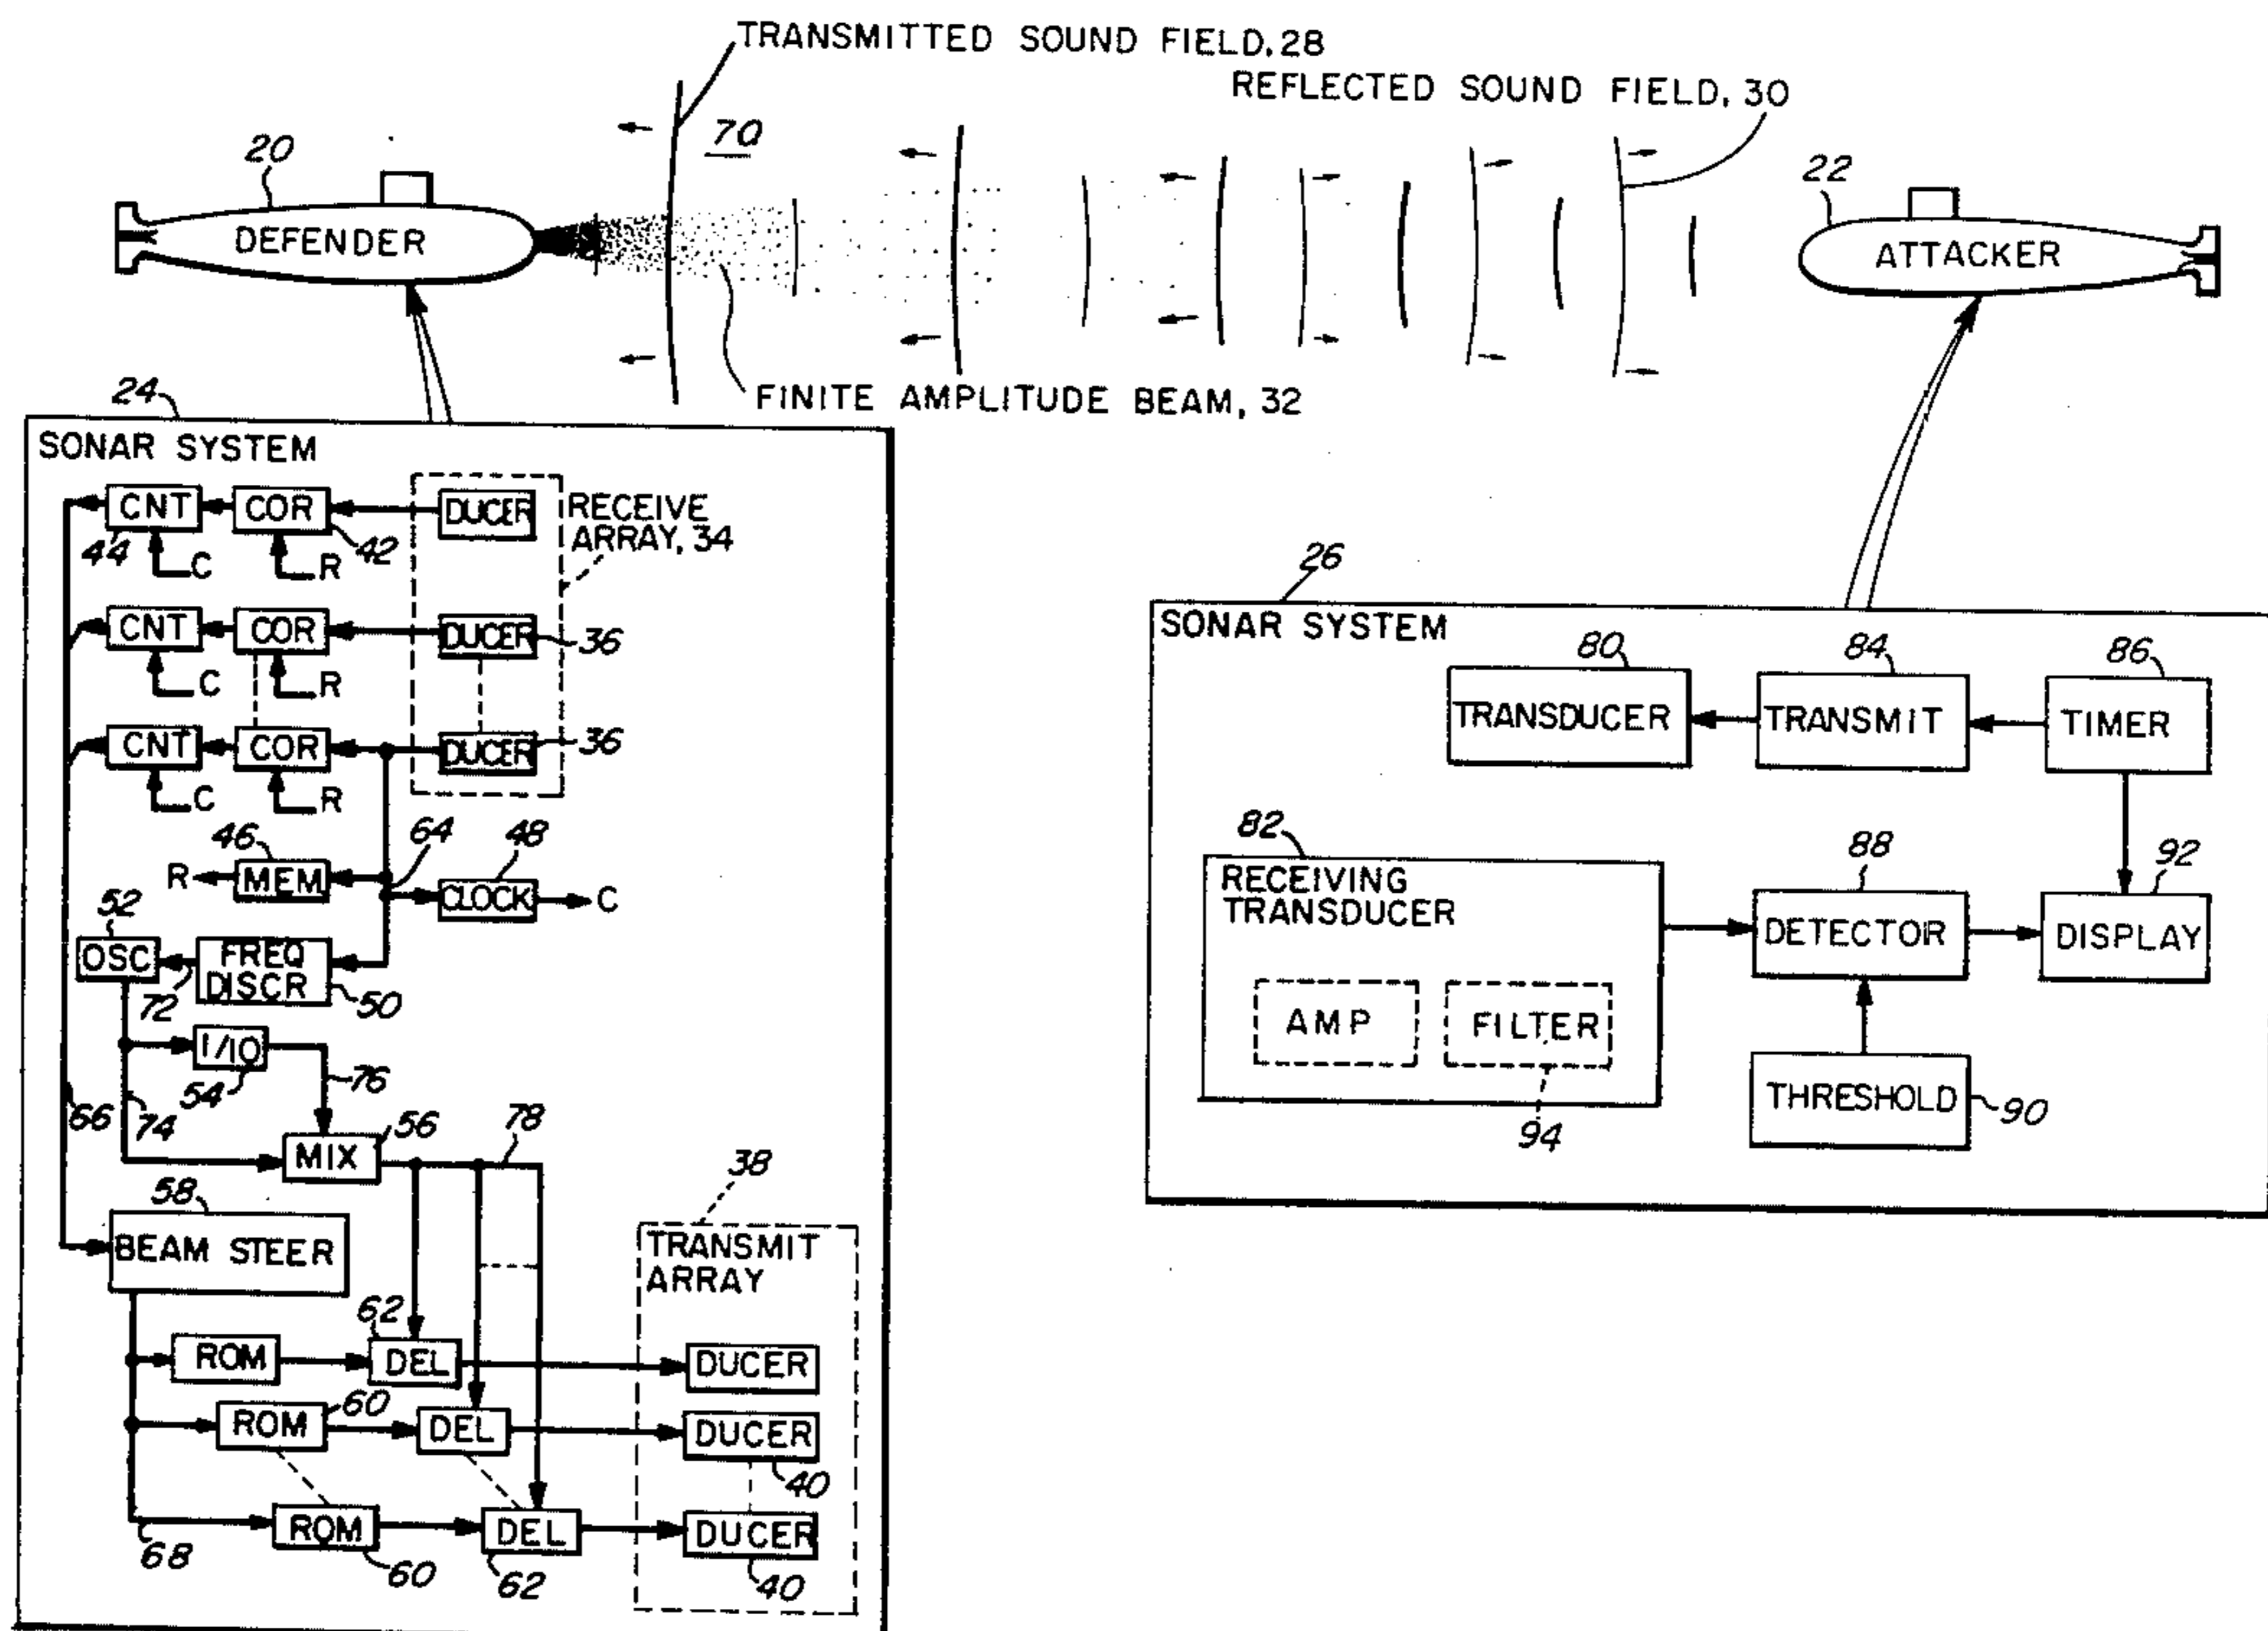 TRANSMITTED SOUND FIELD, 28
REFLECTED SOUND FIELD, 30
70
20
DEFENDER
22
ATTACKER
FINITE AMPLITUDE BEAM, 32
24
SONAR SYSTEM
CNT
COR
DUCER
RECEIVE
ARRAY, 34
44
C
42
R
CNT
COR
DUCER
36
C
R
CNT
COR
DUCER
36
C
R
46
64
48
R
MEM
CLOCK
C
52
OSC
FREQ
DISCR
72
50
1/10
54
76
66
74
MIX
56
78
58
BEAM STEER
38
TRANSMIT
ARRAY
62
ROM
DEL
DUCER
60
ROM
DEL
DUCER
40
ROM
DEL
DUCER
68
60
62
40
26
SONAR SYSTEM
80
84
86
TRANSDUCER
TRANSMIT
TIMER
82
88
92
RECEIVING
TRANSDUCER
DETECTOR
DISPLAY
AMP
FILTER
THRESHOLD
90
94